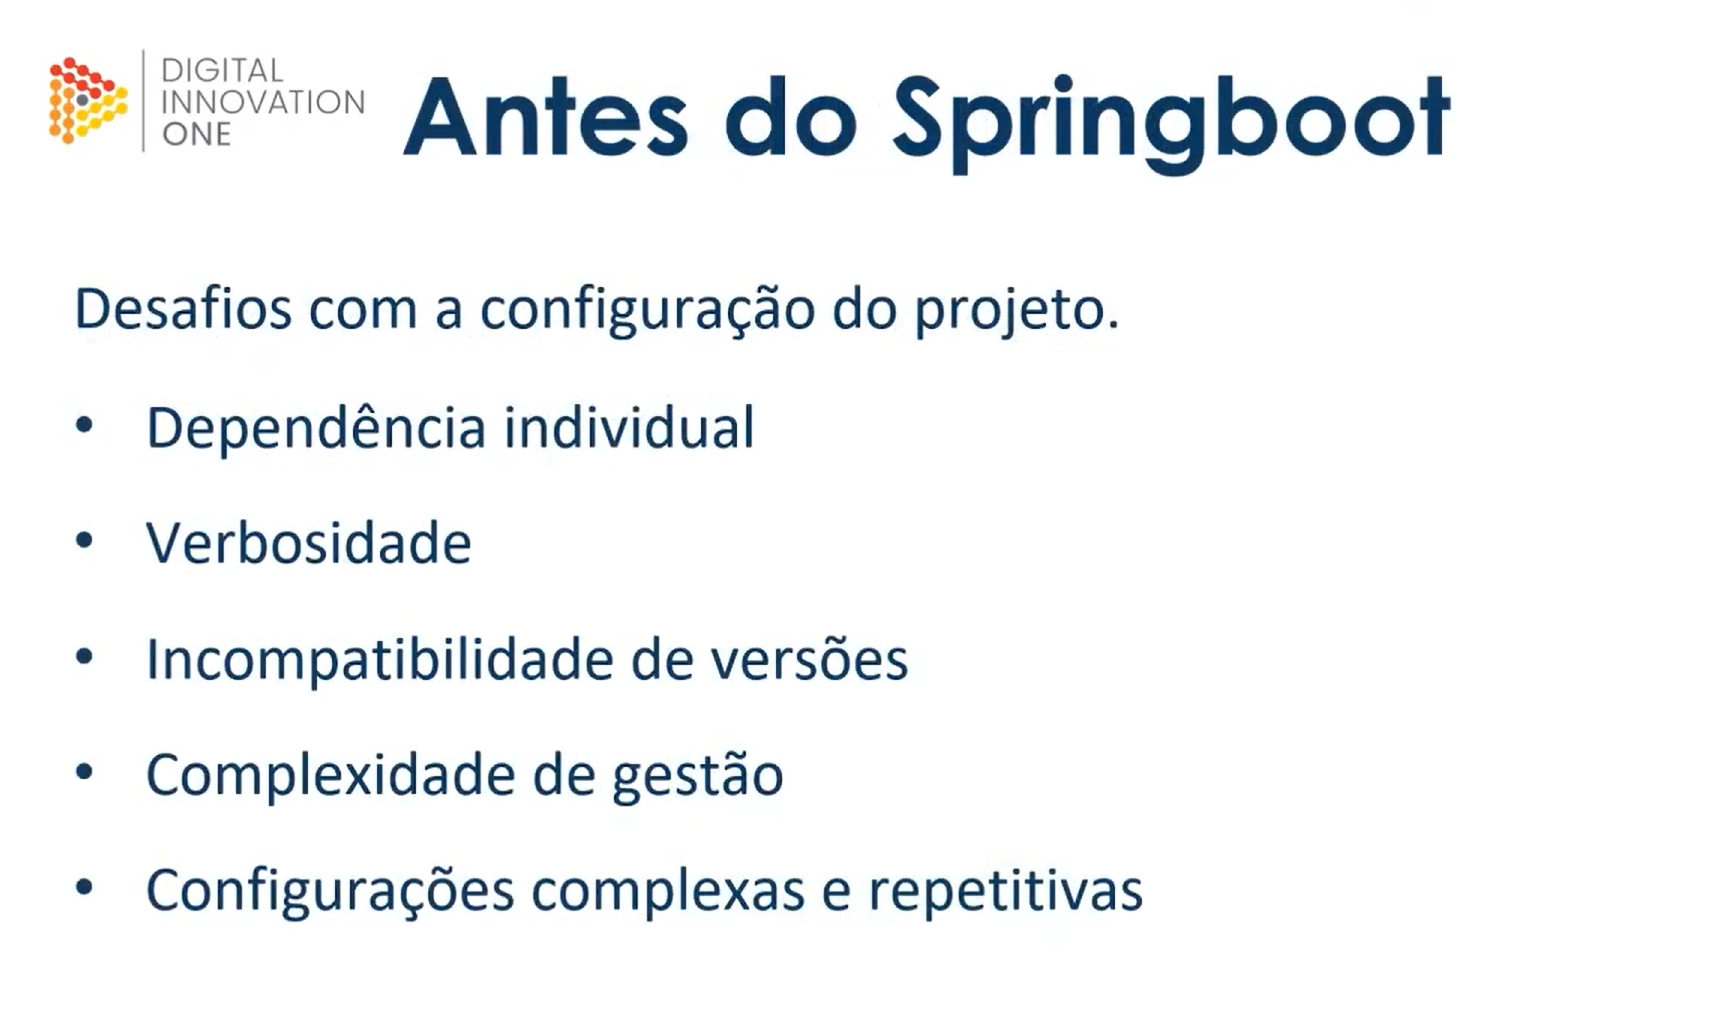 DIGITAL
INNOVATION
ONE
Antes do Springboot
Desafios com a configuração do projeto.
• Dependência individual
• Verbosidade
• Incompatibilidade de versões
• Complexidade de gestão
• Configurações complexas e repetitivas